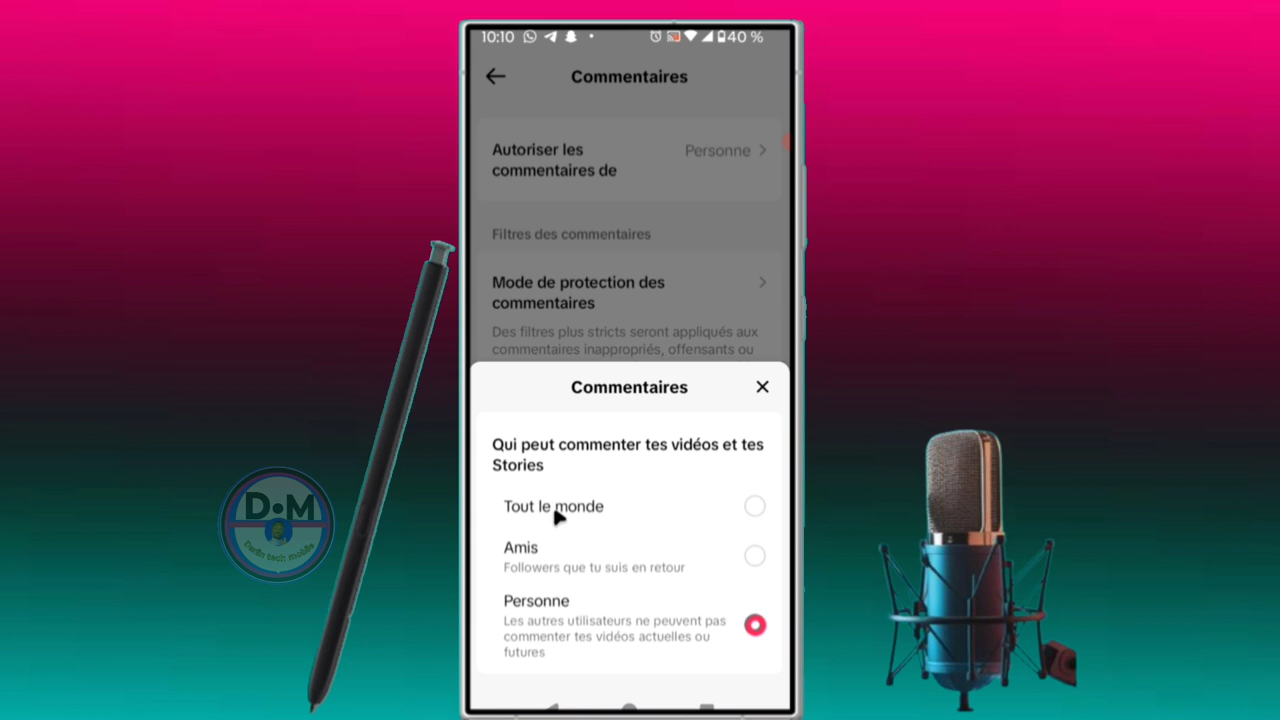 10:10
40 %
Commentaires
Autoriser les
commentaires de
Personne
Filtres des commentaires
Mode de protection des
commentaires
Des filtres plus stricts seront appliqués aux
commentaires inappropriés, offensants ou
Commentaires
Qui peut commenter tes vidéos et tes
Stories
Tout le monde
Amis
Followers que tu suis en retour
Personne
Les autres utilisateurs ne peuvent pas
commenter tes vidéos actuelles ou
futures
D•M
tech mobile